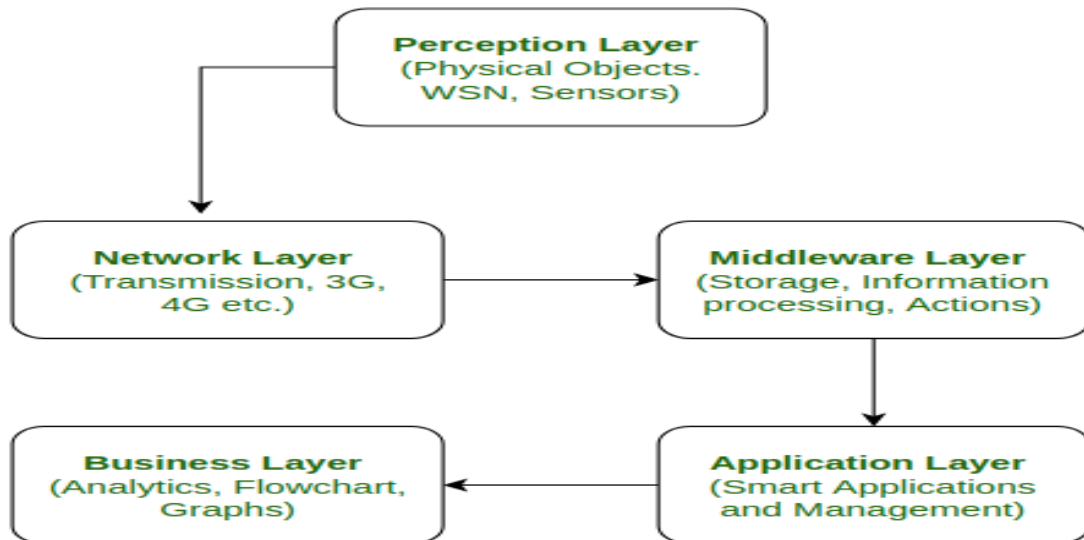 Perception Layer
(Physical Objects.
WSN, Sensors)
Network Layer
(Transmission, 3G,
4G etc.)
Middleware Layer
(Storage, Information
processing, Actions)
Business Layer
(Analytics, Flowchart,
Graphs)
Application Layer
(Smart Applications
and Management)